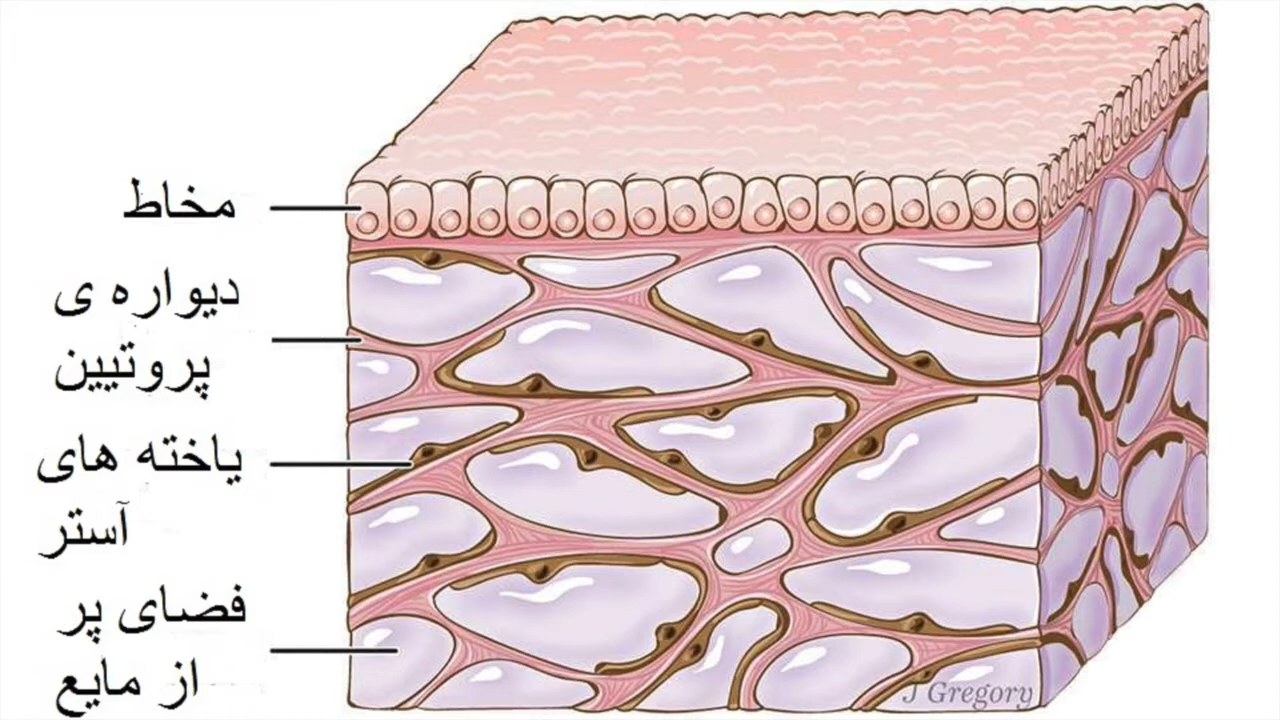 مخاط
دیواره ی
پروتیین
یاخته های
آستر
فضای پر
از مایع
J Gregory